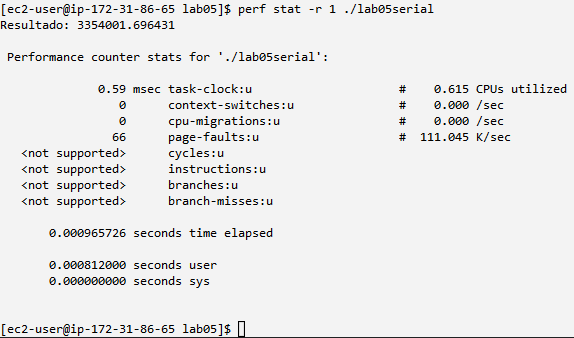 [ec2-user@ip-172-31-86-65 lab05]$ perf stat -r 1 ./lab05serial
Resultado: 3354001.696431
Performance counter stats for './lab05serial':
0.59 msec task-clock:u # 0.615 CPUs utilized
0 context-switches:u # 0.000 /sec
0 cpu-migrations:u # 0.000 /sec
66 page-faults:u # 111.045 K/sec
<not supported> cycles:u
<not supported> instructions:u
<not supported> branches:u
<not supported> branch-misses:u
0.000965726 seconds time elapsed
0.000812000 seconds user
0.000000000 seconds sys
[ec2-user@ip-172-31-86-65 lab05]$